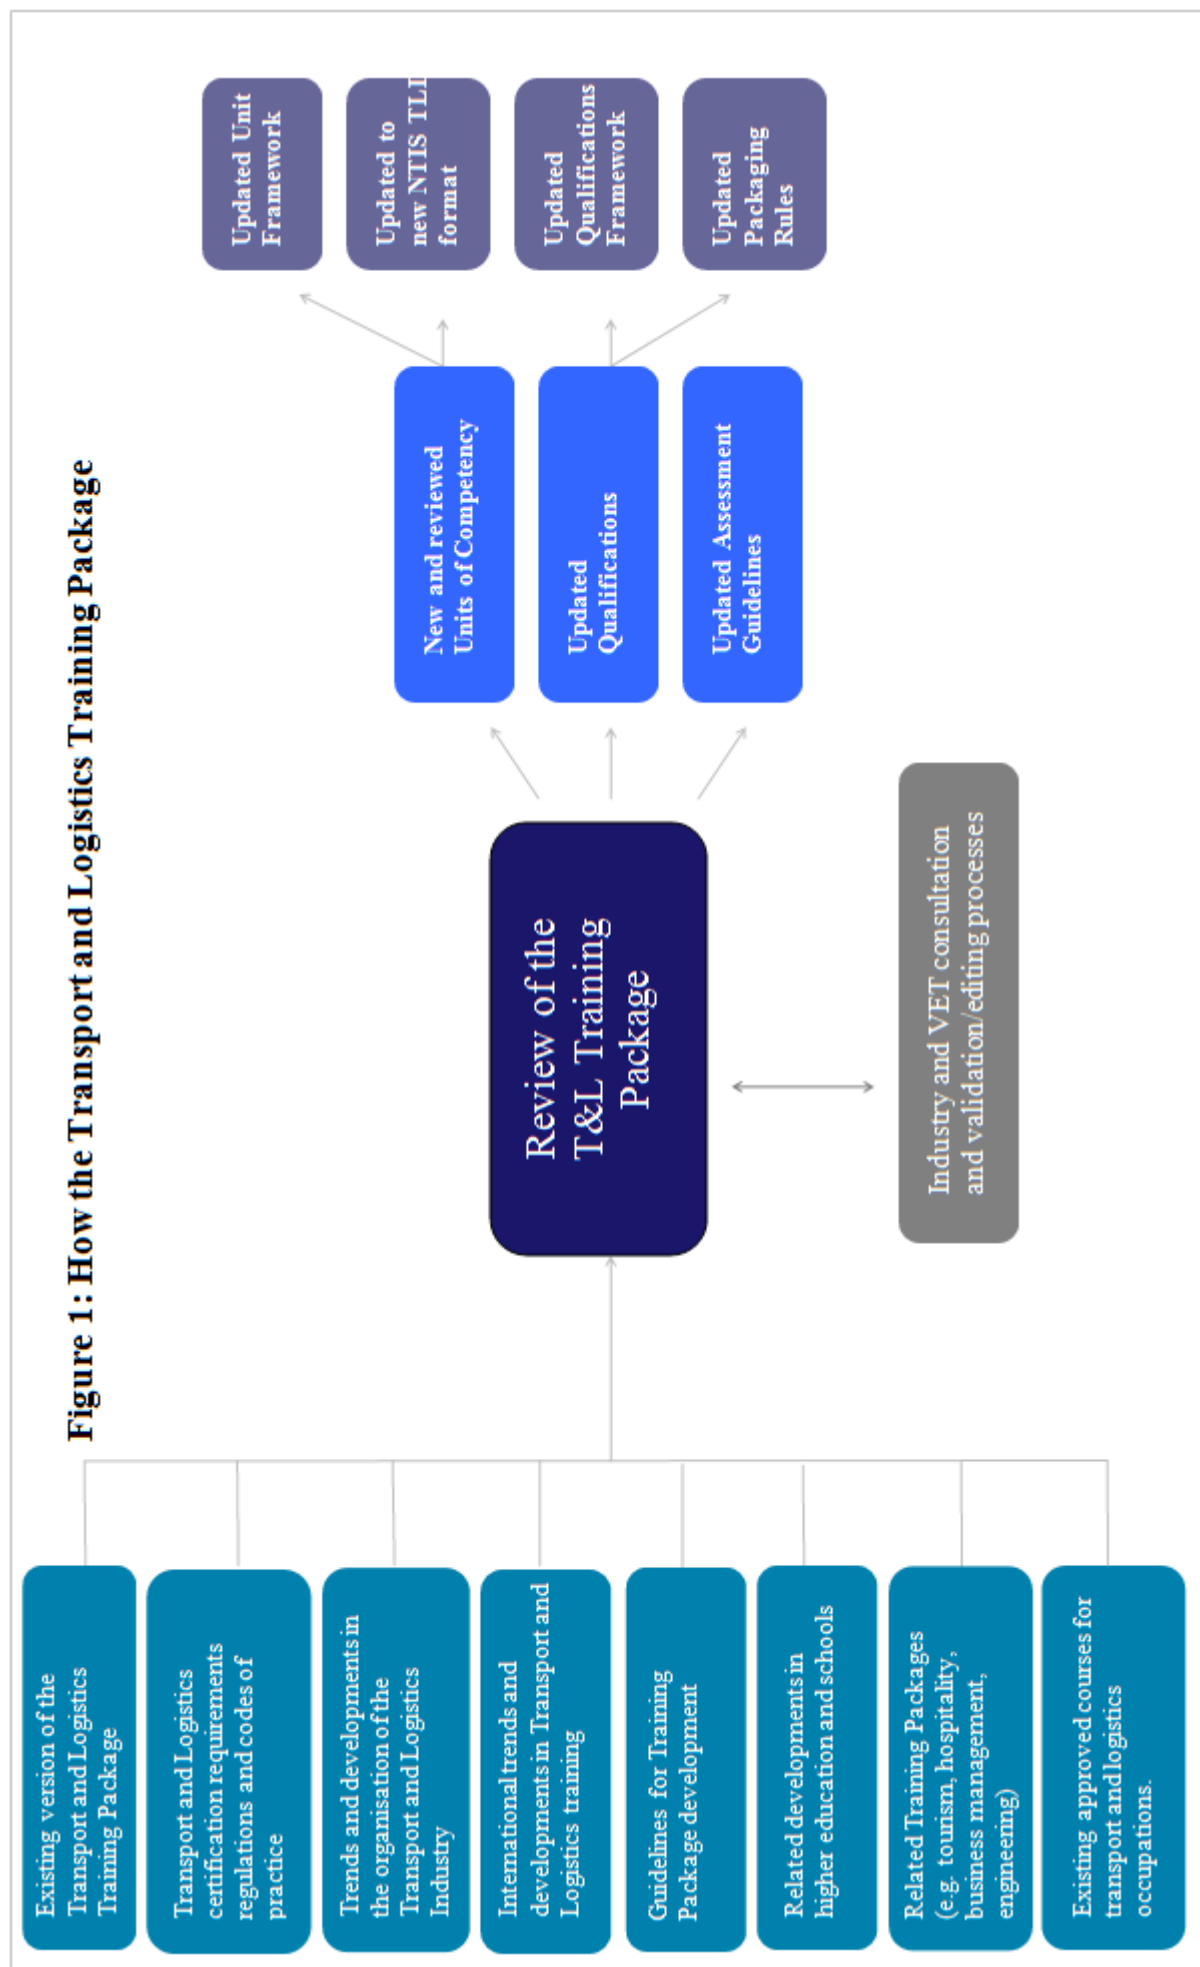 Figure 1: How the Transport and Logistics Training Package
Existing version of the
Transport and Logistics
Training Package
Transport and Logistics
certification requirements
regulations and codes of
practice
Trends and developments in
the organisation of the
Transport and Logistics
Industry
International trends and
developments in Transport and
Logistics training
Guidelines for Training
Package development
Related developments in
higher education and schools
Related Training Packages
(e.g. tourism, hospitality,
business management,
engineering)
Existing approved courses for
transport and logistics
occupations.
Review of the
T&L Training
Package
Industry and VET consultation
and validation/editing processes
New and reviewed
Units of Competency
Updated
Qualifications
Updated Assessment
Guidelines
Updated Unit
Framework
Updated to
new NTIS TLI
format
Updated
Qualifications
Framework
Updated
Packaging
Rules